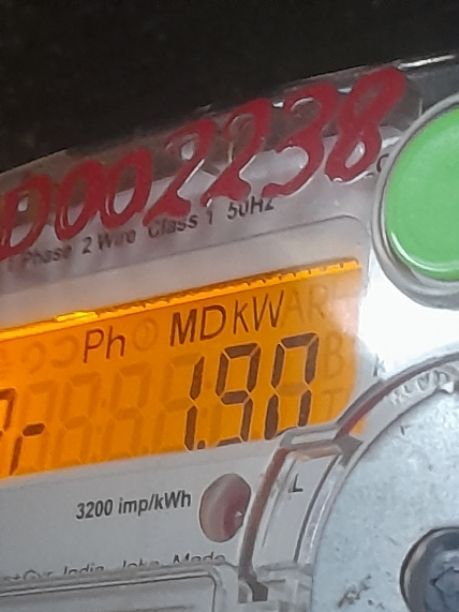 D002238
Phase 2 Wire Class 1 50Hz
Ph MD kW
1.90
3200 imp/kWh
L